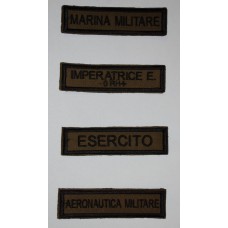 MARINA MILITARE
IMPERATRICE E.
ESERCITO
AERONAUTICA MILITARE